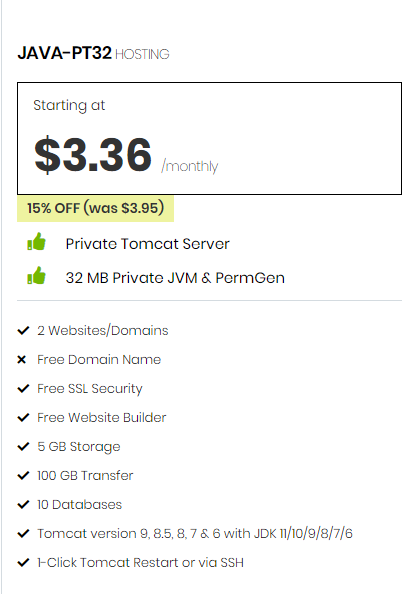 JAVA-PT32 HOSTING
Starting at
$3.36 /monthly
15% OFF (was $3.95)
Private Tomcat Server
32 MB Private JVM & PermGen
2 Websites/Domains
Free Domain Name
Free SSL Security
Free Website Builder
5 GB Storage
100 GB Transfer
10 Databases
Tomcat version 9, 8.5, 8, 7 & 6 with JDK 11/10/9/8/7/6
1-Click Tomcat Restart or via SSH